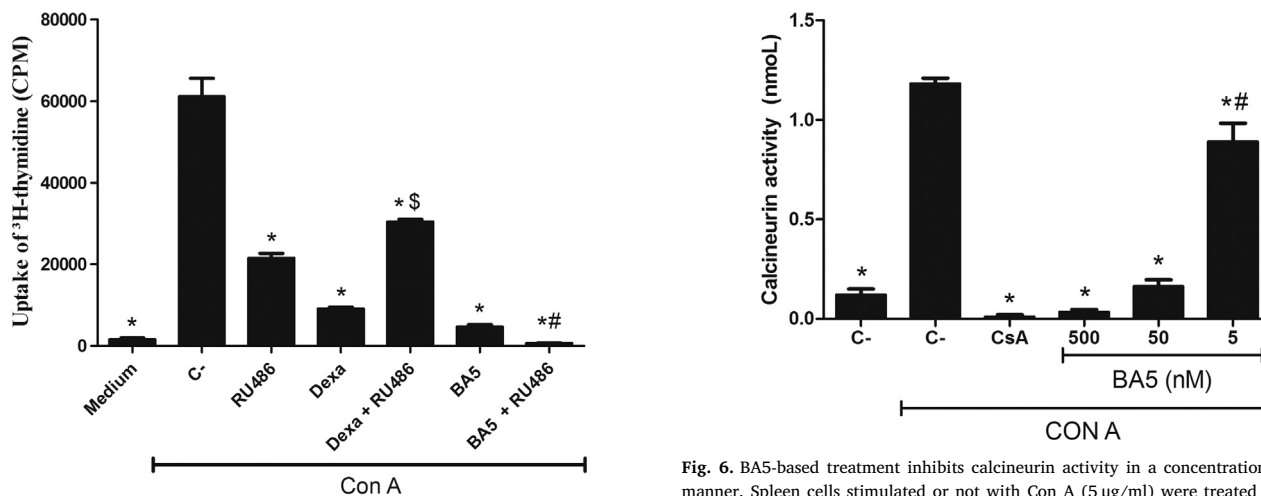 Uptake of ³H-thymidine (CPM)
80000
60000
40000
20000
0
*
*
*
* $
*
*#
Medium
C-
RU486
Dexa
Dexa + RU486
BA5
BA5 + RU486
Con A
Calcineurin activity (nmoL)
1.5
1.0
0.5
0.0
*
*
*
*
*#
C-
C-
CsA
500
50
5
BA5 (nM)
CON A
Fig. 6. BA5-based treatment inhibits calcineurin activity in a concentration
manner. Spleen cells stimulated or not with Con A (5 μg/ml) were treated